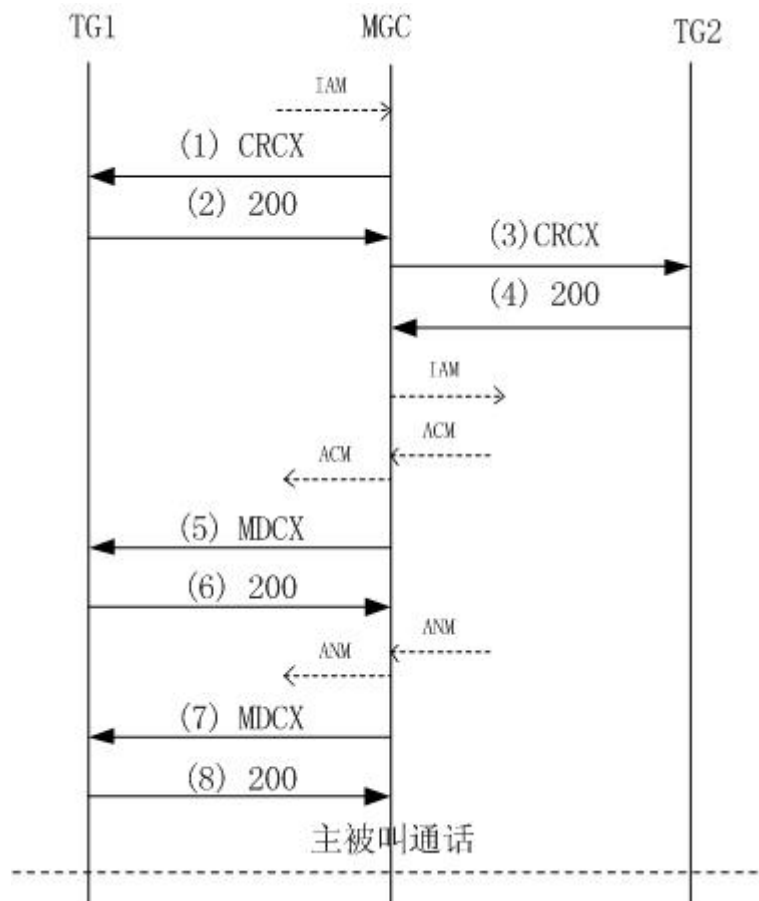 TG1 MGC TG2
IAM
(1) CRCX
(2) 200
(3)CRCX
(4) 200
IAM
ACM
ACM
(5) MDCX
(6) 200
ANM
ANM
(7) MDCX
(8) 200
主被叫通话